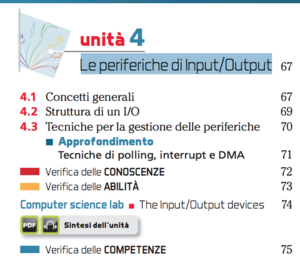 unità 4
Le periferiche di Input/Output 67
4.1 Concetti generali 67
4.2 Struttura di un I/O 69
4.3 Tecniche per la gestione delle periferiche 70
■ Approfondimento
Tecniche di polling, interrupt e DMA 71
Verifica delle CONOSCENZE 72
Verifica delle ABILITÀ 73
Computer science lab ■ The Input/Output devices 74
PDF Sintesi dell'unità
Verifica delle COMPETENZE 75